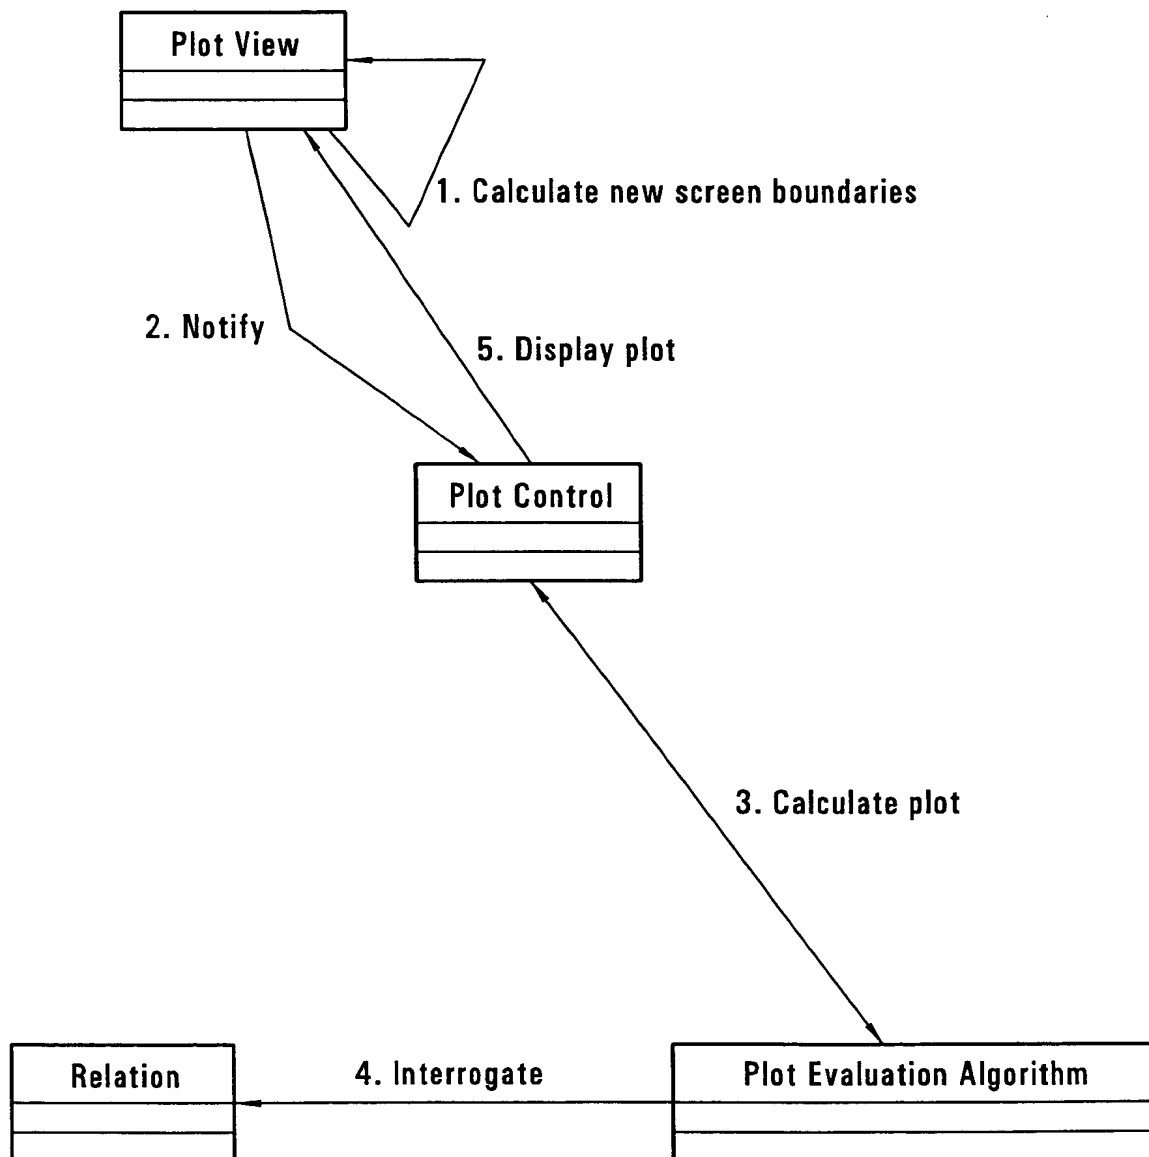 Plot View
1. Calculate new screen boundaries
2. Notify
5. Display plot
Plot Control
3. Calculate plot
Relation
4. Interrogate
Plot Evaluation Algorithm